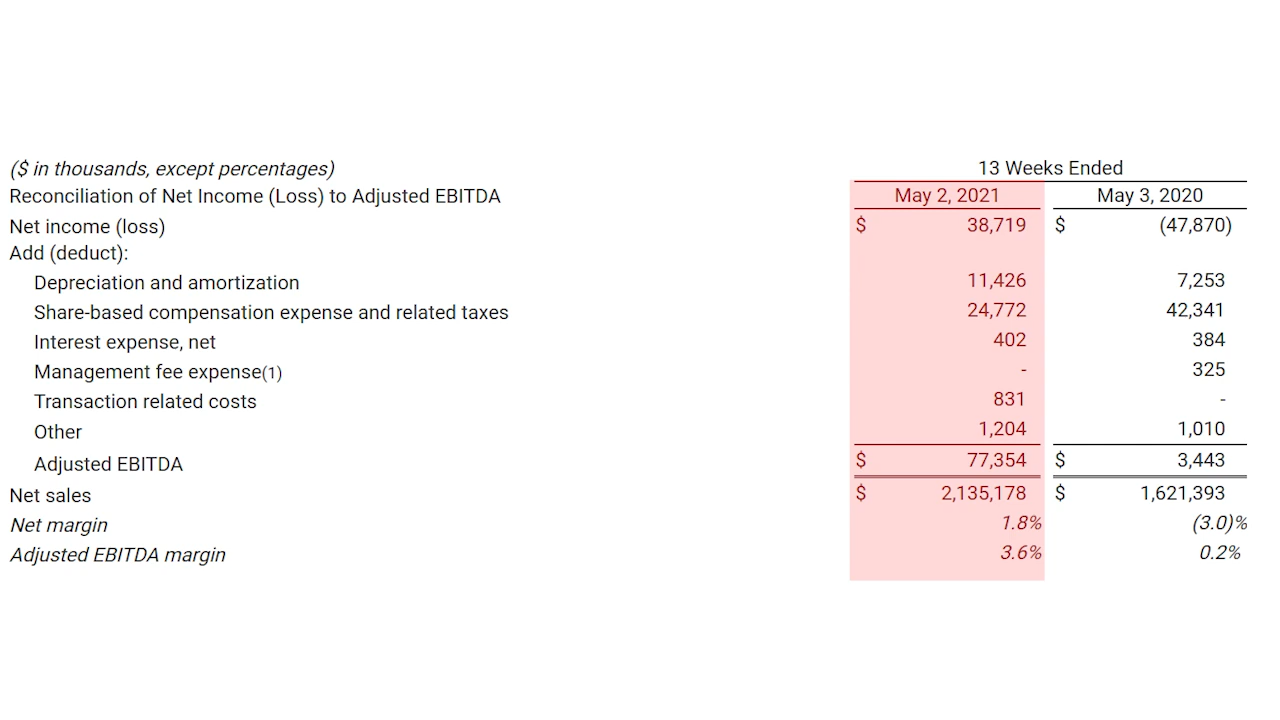 ($ in thousands, except percentages) 13 Weeks Ended
Reconciliation of Net Income (Loss) to Adjusted EBITDA May 2, 2021 May 3, 2020
Net income (loss) $ 38,719 $ (47,870)
Add (deduct):
Depreciation and amortization 11,426 7,253
Share-based compensation expense and related taxes 24,772 42,341
Interest expense, net 402 384
Management fee expense(1) - 325
Transaction related costs 831 -
Other 1,204 1,010
Adjusted EBITDA $ 77,354 $ 3,443
Net sales $ 2,135,178 $ 1,621,393
Net margin 1.8% (3.0)%
Adjusted EBITDA margin 3.6% 0.2%